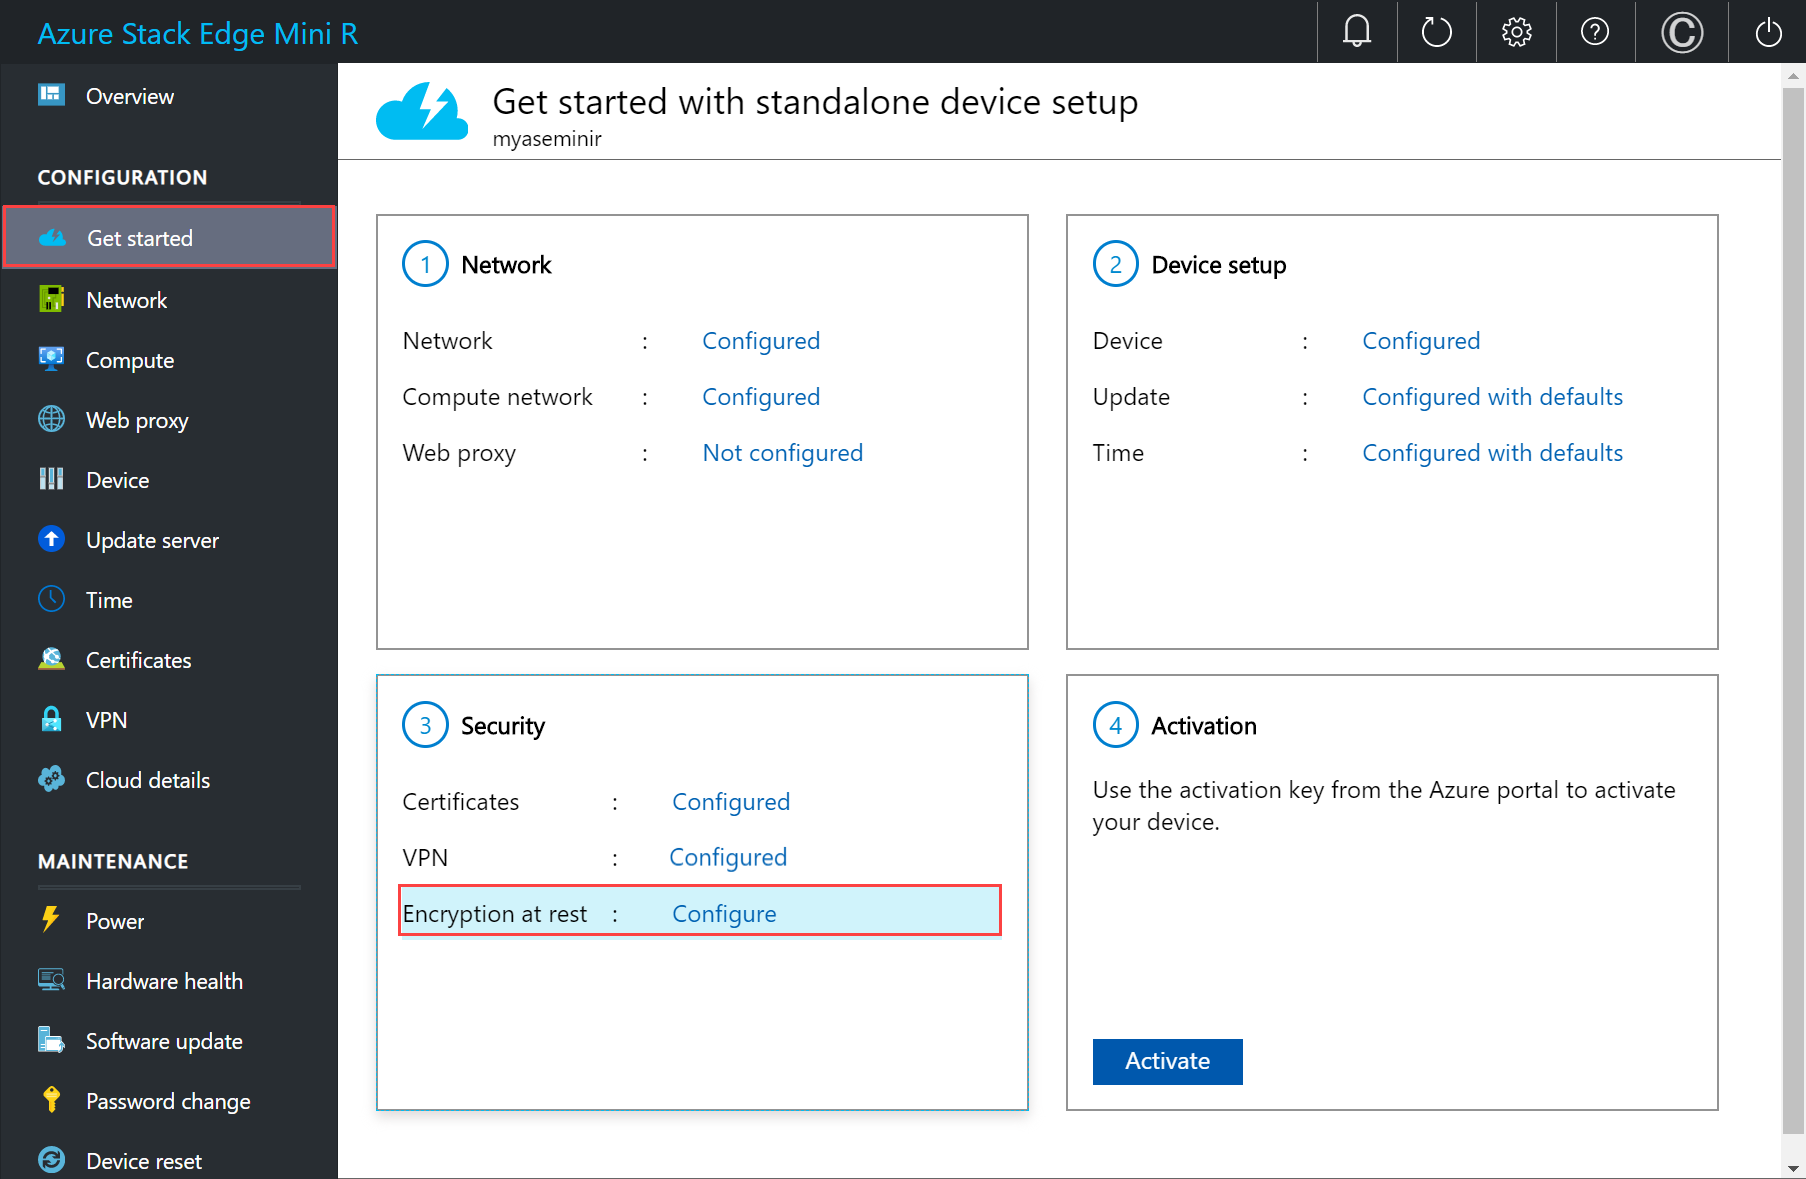 Azure Stack Edge Mini R
Overview
CONFIGURATION
Get started
Network
Compute
Web proxy
Device
Update server
Time
Certificates
VPN
Cloud details
MAINTENANCE
Power
Hardware health
Software update
Password change
Device reset
Get started with standalone device setup
myaseminir
1 Network
Network : Configured
Compute network : Configured
Web proxy : Not configured
2 Device setup
Device : Configured
Update : Configured with defaults
Time : Configured with defaults
3 Security
Certificates : Configured
VPN : Configured
Encryption at rest : Configure
4 Activation
Use the activation key from the Azure portal to activate
your device.
Activate